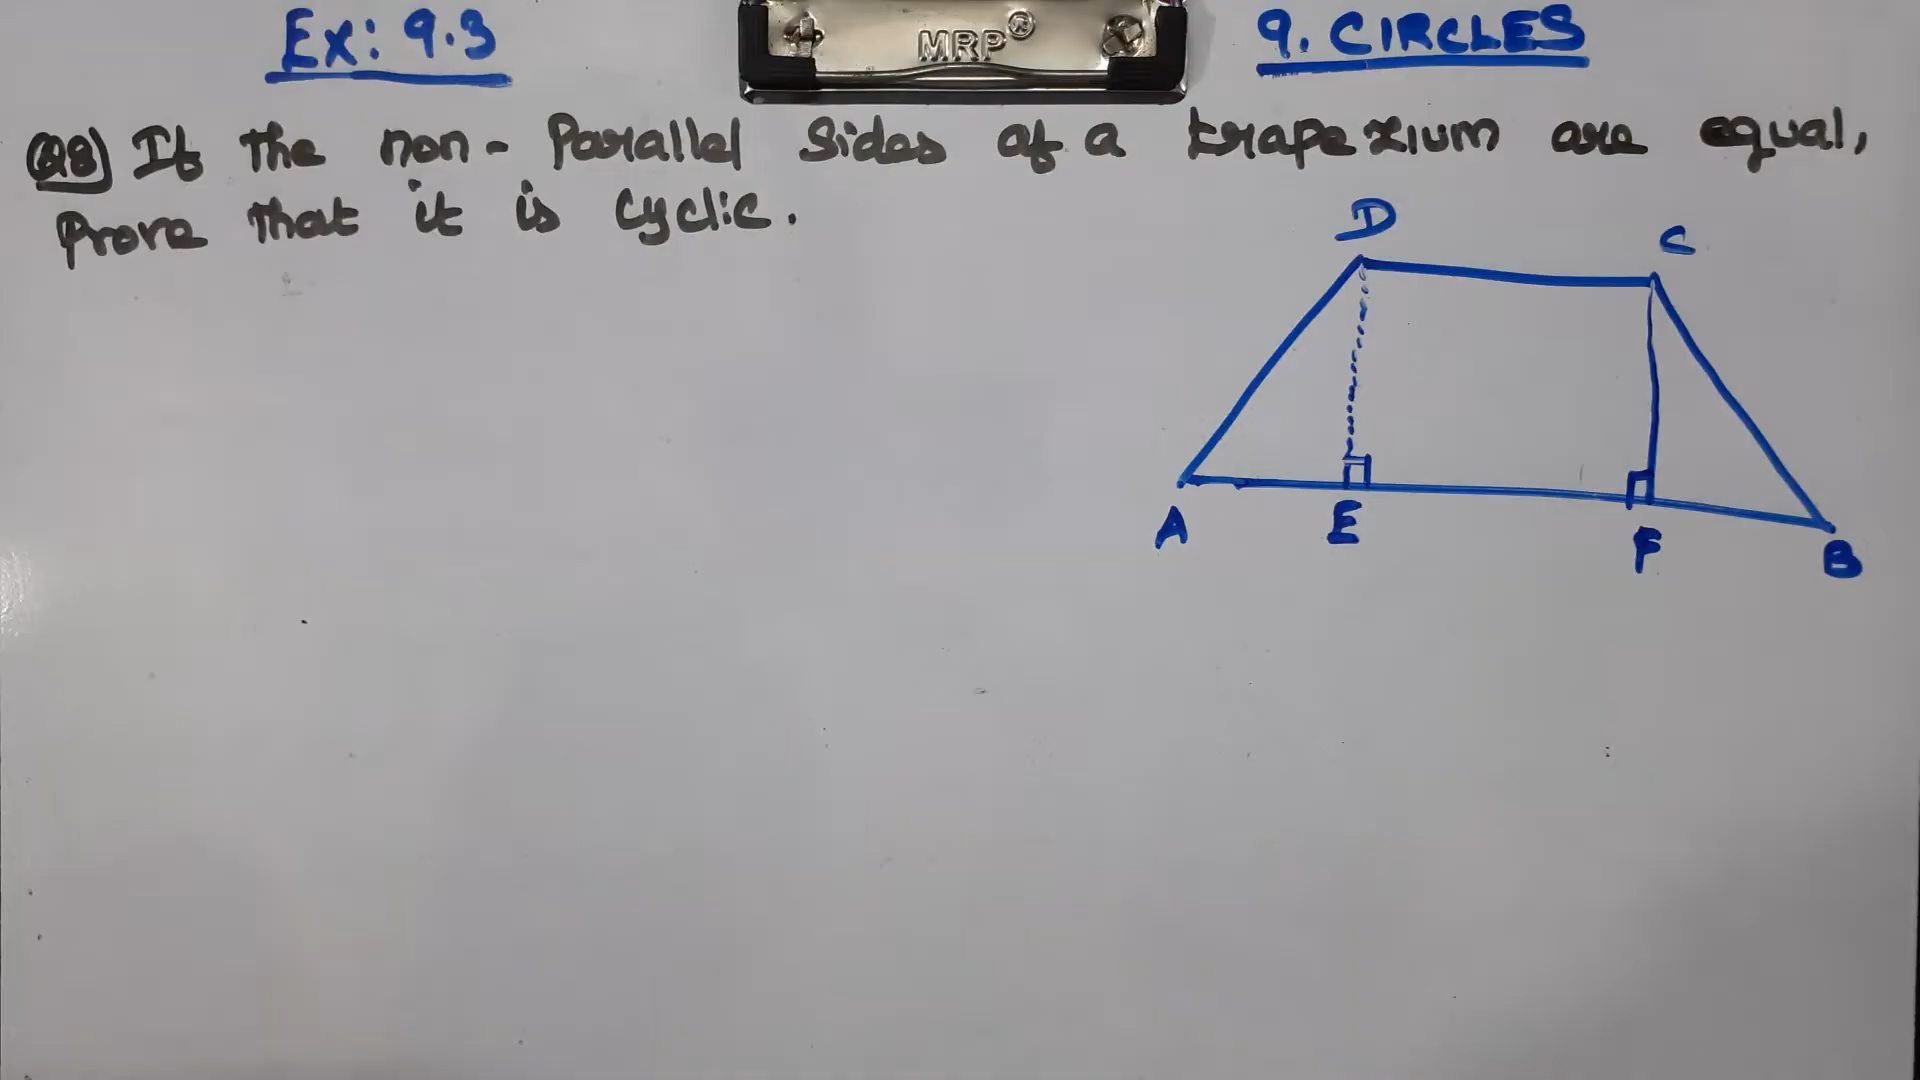 Ex: 9.3
MRP®
9. CIRCLES
Q8) If the non-parallel sides of a trapezium are equal,
Prove that it is cyclic.
D
C
A
E
F
B